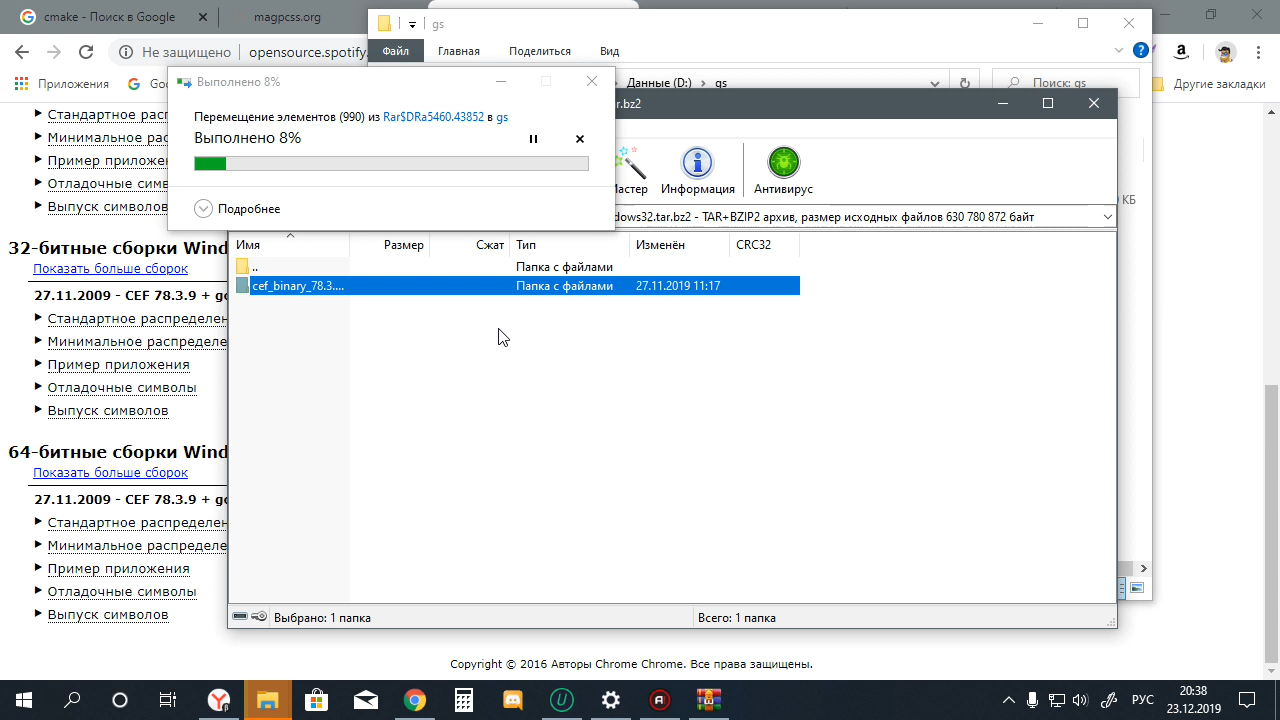 cmake - Поиск в Google
magpcss.org
gs
Файл
Главная
Поделиться
Вид
Не защищено
opensource.spotify.
Приложения
Другие закладки
Данные (D:)
gs
Поиск: gs
Выполнено 8%
Перемещение элементов (990) из Rar$DRa5460.43852 в gs
Выполнено 8%
Подробнее
ar.bz2
Мастер
Информация
Антивирус
КБ
dows32.tar.bz2 - TAR+BZIP2 архив, размер исходных файлов 630 780 872 байт
Имя
Размер
Сжат
Тип
Изменён
CRC32
..
Папка с файлами
cef_binary_78.3....
Папка с файлами
27.11.2019 11:17
Выбрано: 1 папка
Всего: 1 папка
Стандартное расп
Минимальное расп
Пример приложен
Отладочные симв
Выпуск символов
32-битные сборки Wind
Показать больше сборок
27.11.2009 - CEF 78.3.9 + gc
Стандартное распределен
Минимальное распределе
Пример приложения
Отладочные символы
Выпуск символов
64-битные сборки Wind
Показать больше сборок
27.11.2009 - CEF 78.3.9 + gc
Стандартное распределен
Минимальное распределе
Пример приложения
Отладочные символы
Выпуск символов
Copyright © 2016 Авторы Chrome Chrome. Все права защищены.
РУС
20:38
23.12.2019